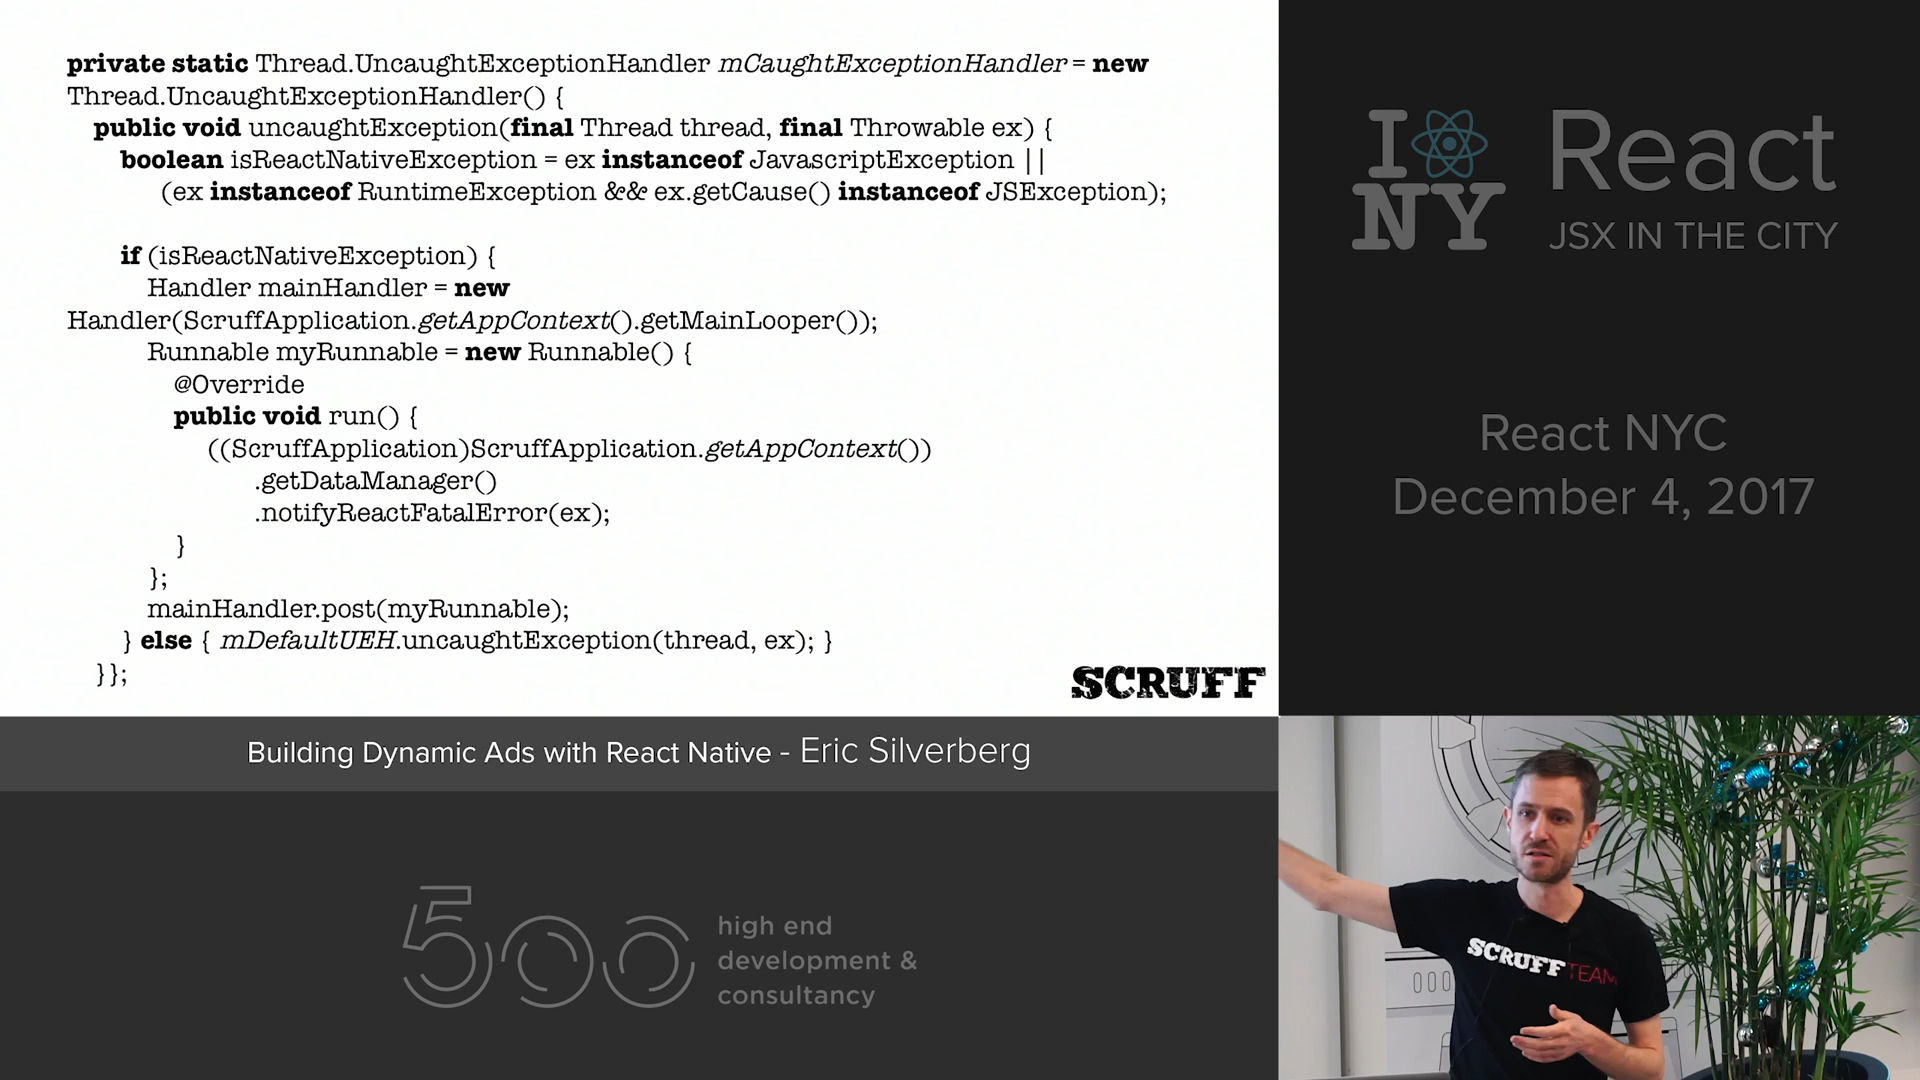 private static Thread.UncaughtExceptionHandler mCaughtExceptionHandler = new
Thread.UncaughtExceptionHandler() {
public void uncaughtException(final Thread thread, final Throwable ex) {
boolean isReactNativeException = ex instanceof JavascriptException ||
(ex instanceof RuntimeException && ex.getCause() instanceof JSException);
if (isReactNativeException) {
Handler mainHandler = new
Handler(ScruffApplication.getAppContext().getMainLooper());
Runnable myRunnable = new Runnable() {
@Override
public void run() {
((ScruffApplication)ScruffApplication.getAppContext())
.getDataManager()
.notifyReactFatalError(ex);
}
};
mainHandler.post(myRunnable);
} else { mDefaultUEH.uncaughtException(thread, ex); }
}};
SCRUFF
Building Dynamic Ads with React Native - Eric Silverberg
500
high end
development &
consultancy
I
NY
React
JSX IN THE CITY
React NYC
December 4, 2017
SCRUFF TEAM